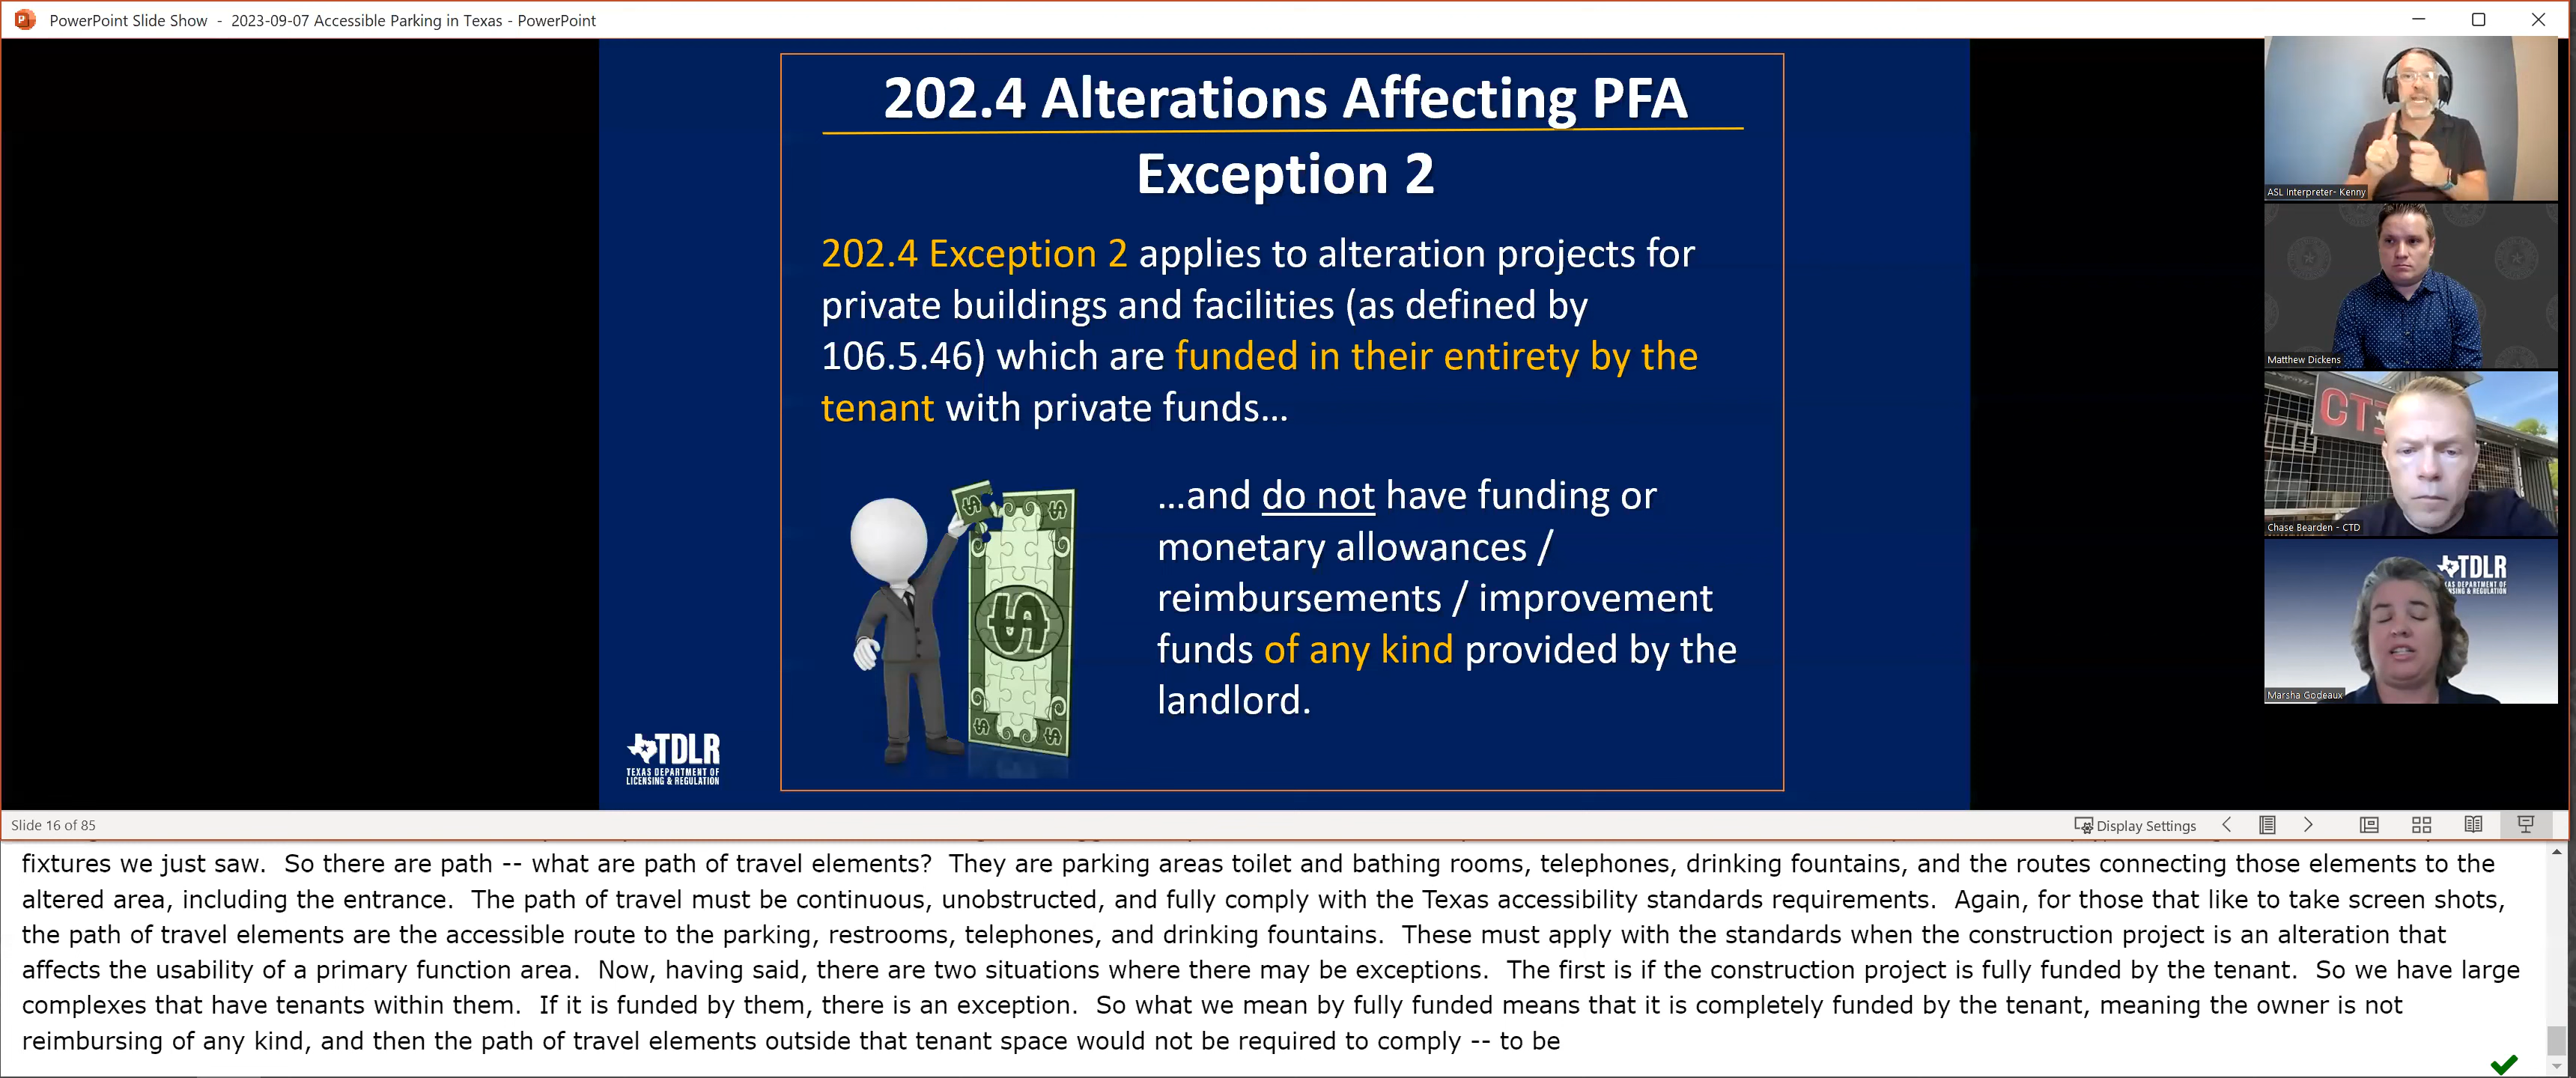 PowerPoint Slide Show - 2023-09-07 Accessible Parking in Texas - PowerPoint
202.4 Alterations Affecting PFA
Exception 2
202.4 Exception 2 applies to alteration projects for
private buildings and facilities (as defined by
106.5.46) which are funded in their entirety by the
tenant with private funds...
...and do not have funding or
monetary allowances /
reimbursements / improvement
funds of any kind provided by the
landlord.
TDLR
TEXAS DEPARTMENT OF
LICENSING & REGULATION
ASL Interpreter- Kenny
Matthew Dickens
CT
Chase Bearden - CTD
TDLR
AS DEPARTMENT OF
SING & REGULATION
Marsha Godeaux
Slide 16 of 85
Display Settings
fixtures we just saw. So there are path -- what are path of travel elements? They are parking areas toilet and bathing rooms, telephones, drinking fountains, and the routes connecting those elements to the
altered area, including the entrance. The path of travel must be continuous, unobstructed, and fully comply with the Texas accessibility standards requirements. Again, for those that like to take screen shots,
the path of travel elements are the accessible route to the parking, restrooms, telephones, and drinking fountains. These must apply with the standards when the construction project is an alteration that
affects the usability of a primary function area. Now, having said, there are two situations where there may be exceptions. The first is if the construction project is fully funded by the tenant. So we have large
complexes that have tenants within them. If it is funded by them, there is an exception. So what we mean by fully funded means that it is completely funded by the tenant, meaning the owner is not
reimbursing of any kind, and then the path of travel elements outside that tenant space would not be required to comply -- to be